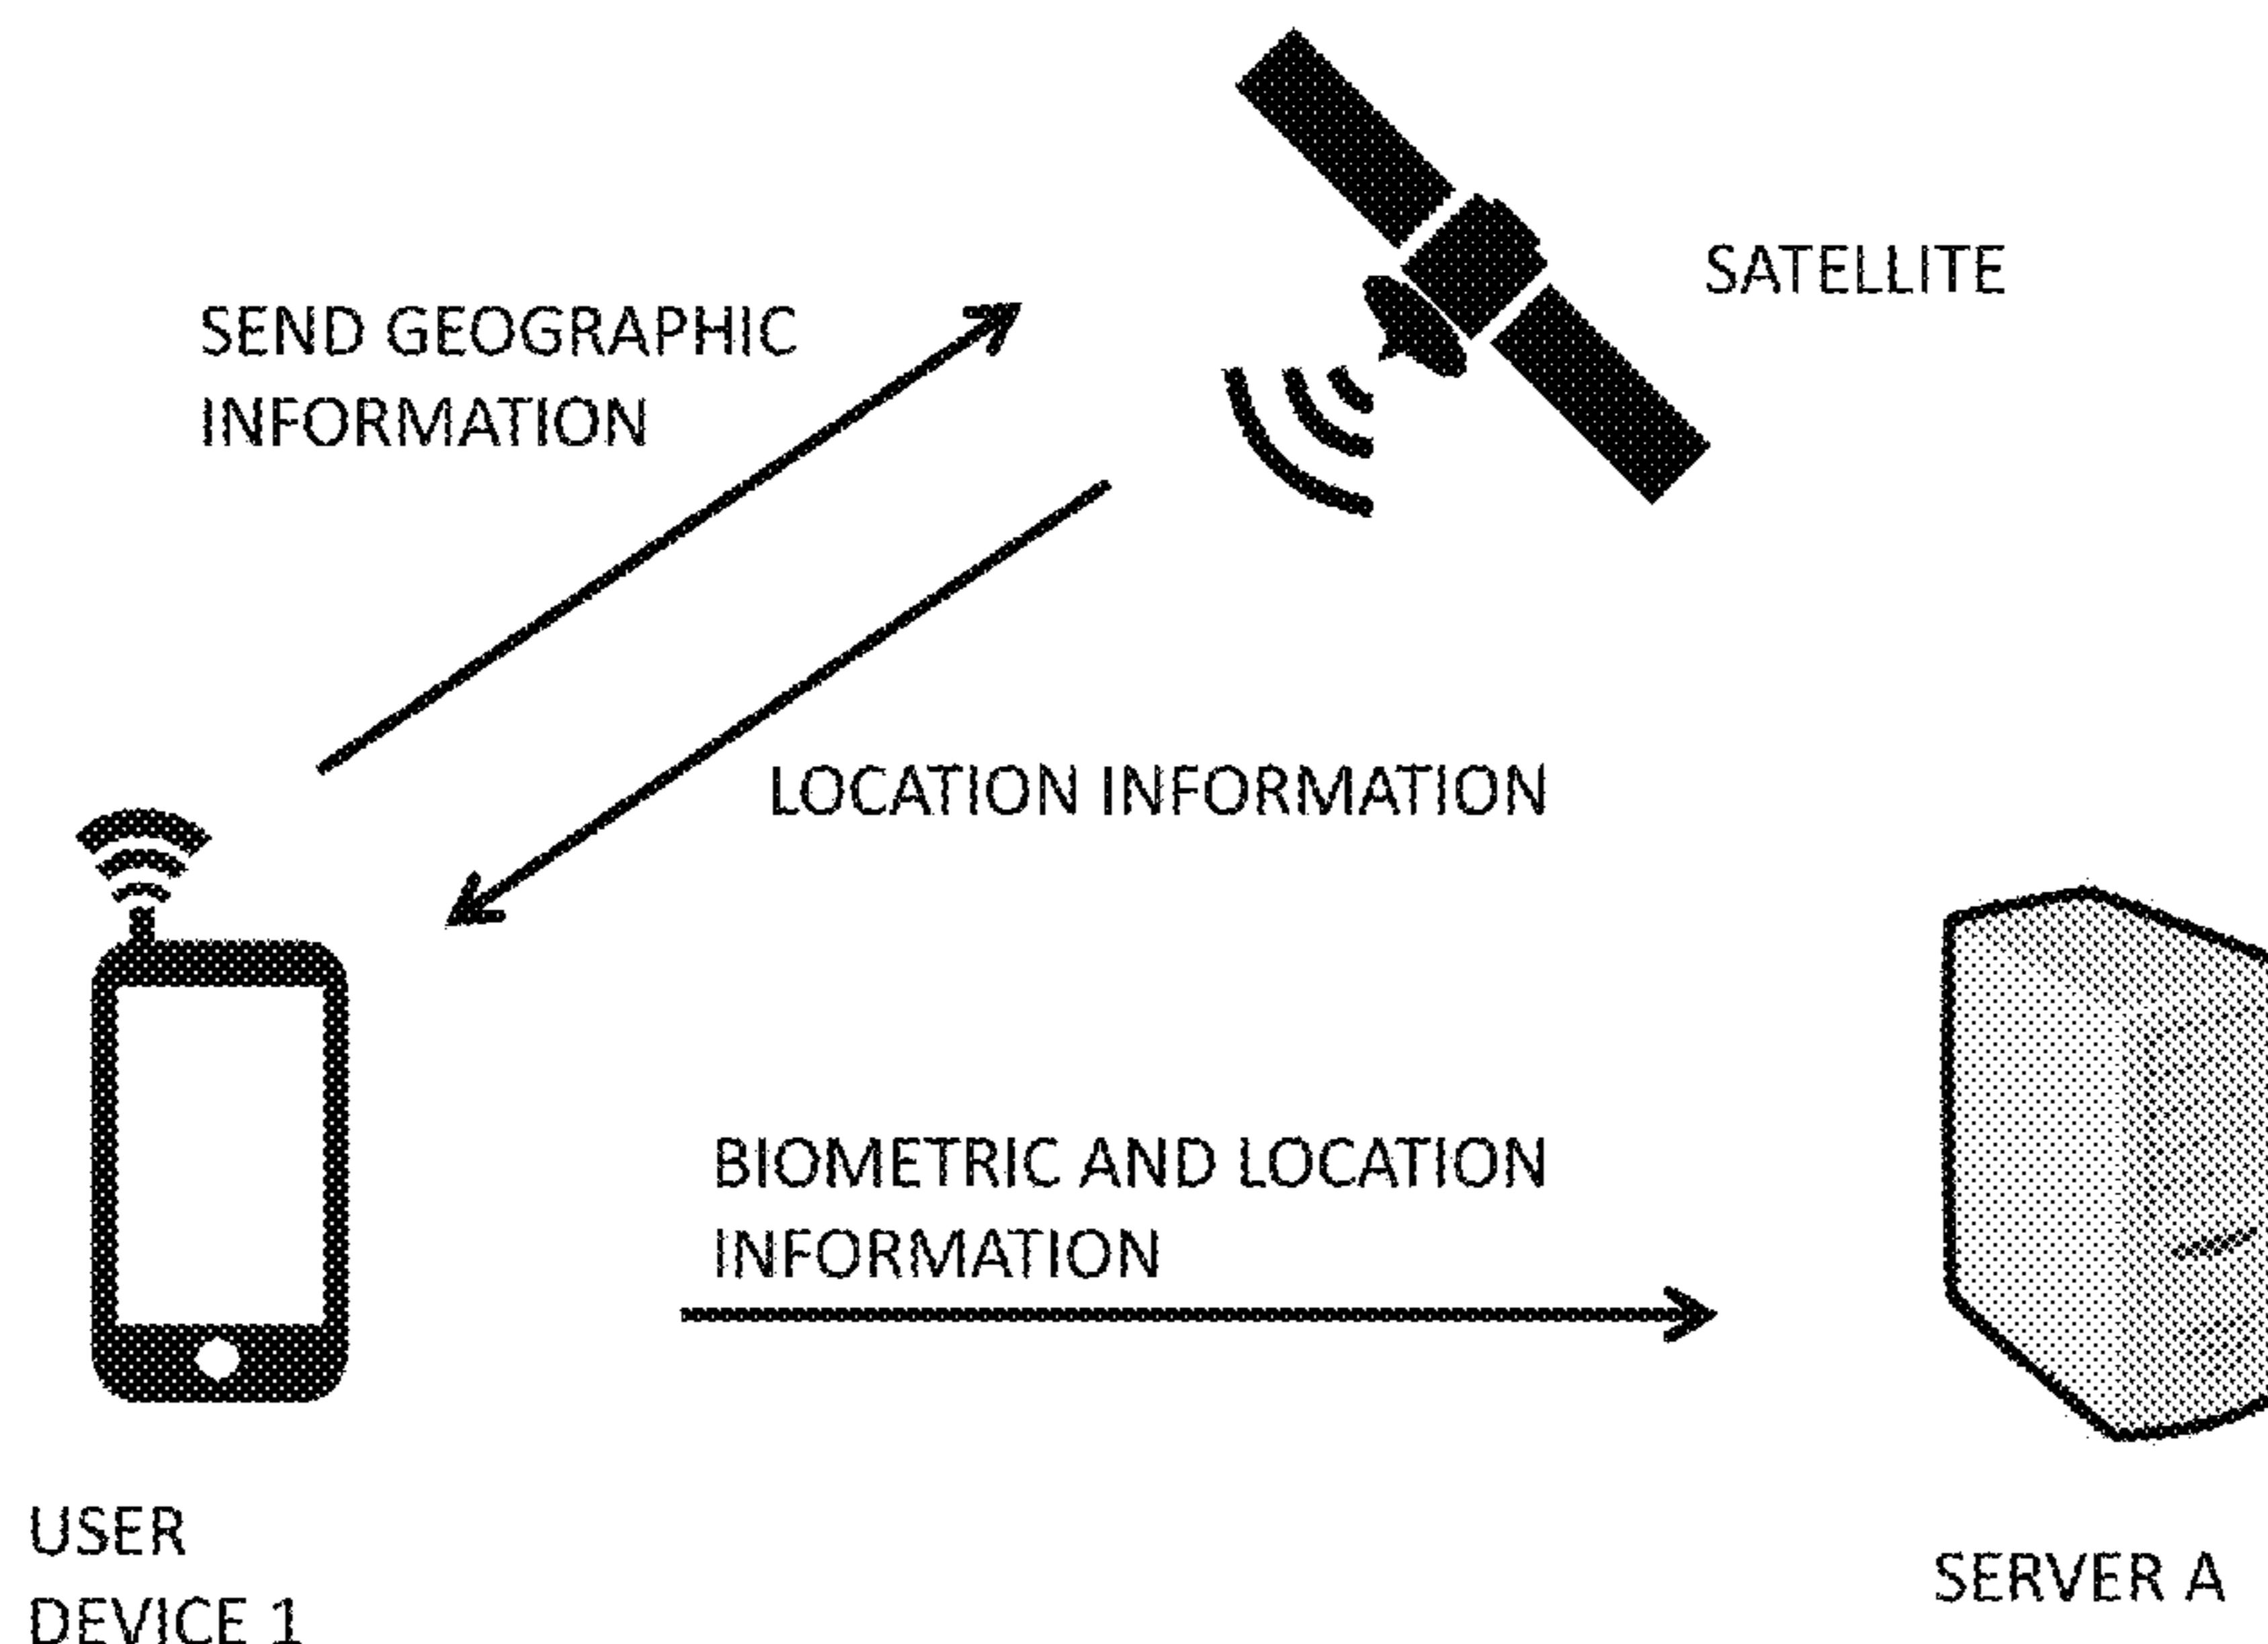 SATELLITE
SEND GEOGRAPHIC
INFORMATION
LOCATION INFORMATION
BIOMETRIC AND LOCATION
INFORMATION
USER
DEVICE 1
SERVER A